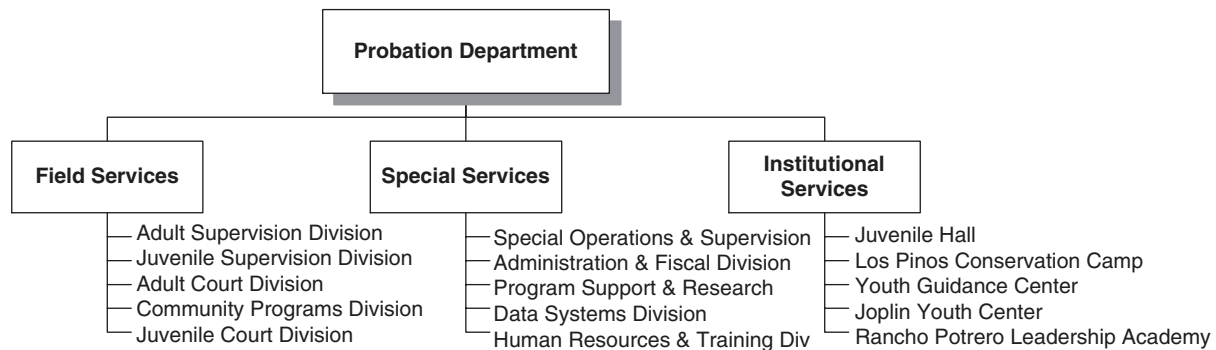 Probation Department
Field Services
Adult Supervision Division
Juvenile Supervision Division
Adult Court Division
Community Programs Division
Juvenile Court Division
Special Services
Special Operations & Supervision
Administration & Fiscal Division
Program Support & Research
Data Systems Division
Human Resources & Training Div
Institutional
Services
Juvenile Hall
Los Pinos Conservation Camp
Youth Guidance Center
Joplin Youth Center
Rancho Potrero Leadership Academy